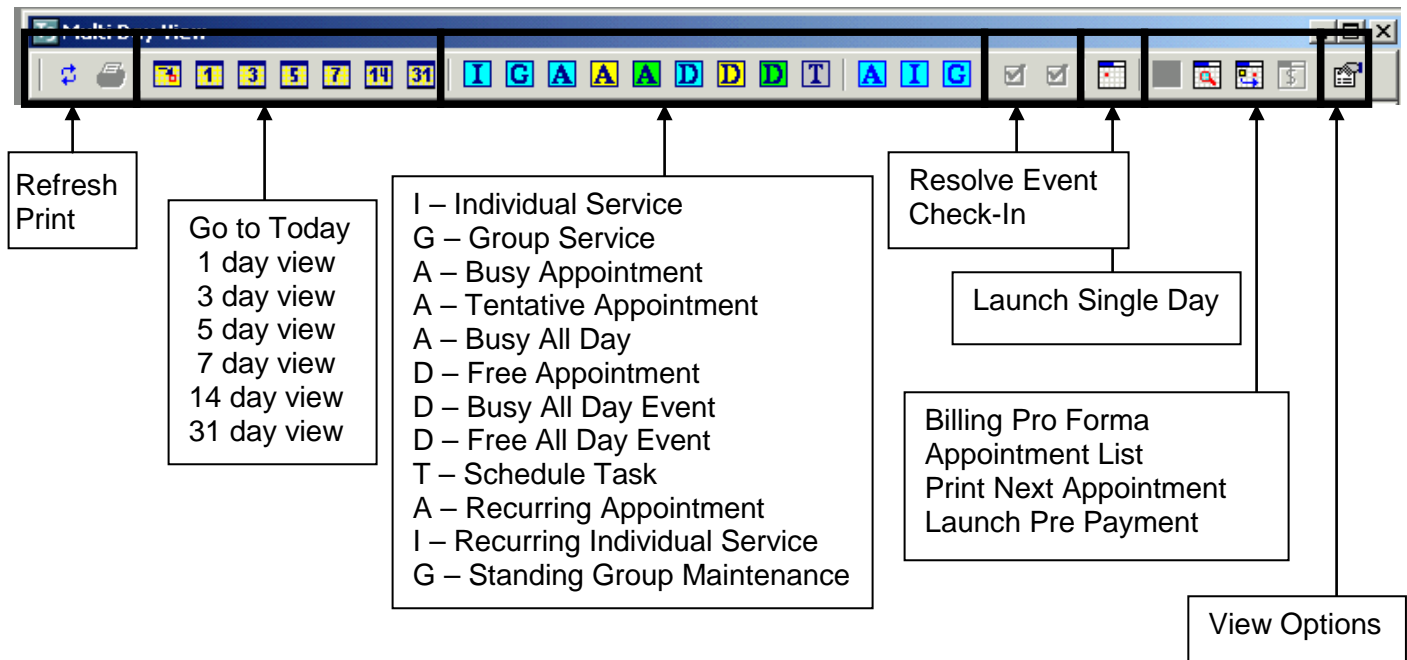 Multi Day View
1 3 5 7 14 31 I G A A A D D D T A I G $
Refresh
Print
Go to Today
1 day view
3 day view
5 day view
7 day view
14 day view
31 day view
I – Individual Service
G – Group Service
A – Busy Appointment
A – Tentative Appointment
A – Busy All Day
D – Free Appointment
D – Busy All Day Event
D – Free All Day Event
T – Schedule Task
A – Recurring Appointment
I – Recurring Individual Service
G – Standing Group Maintenance
Resolve Event
Check-In
Launch Single Day
Billing Pro Forma
Appointment List
Print Next Appointment
Launch Pre Payment
View Options